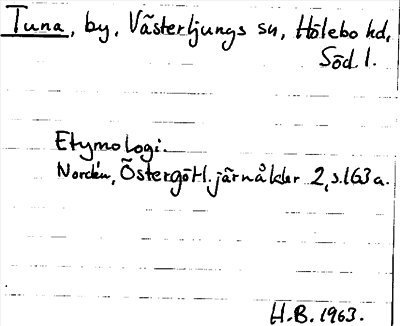 Tuna, by, Västerljungs sn, Hölebo hd,
Söd. l.
Etymologi.
Nordén, Östergötl. järnålder 2, s.163 a.
H.B. 1963.